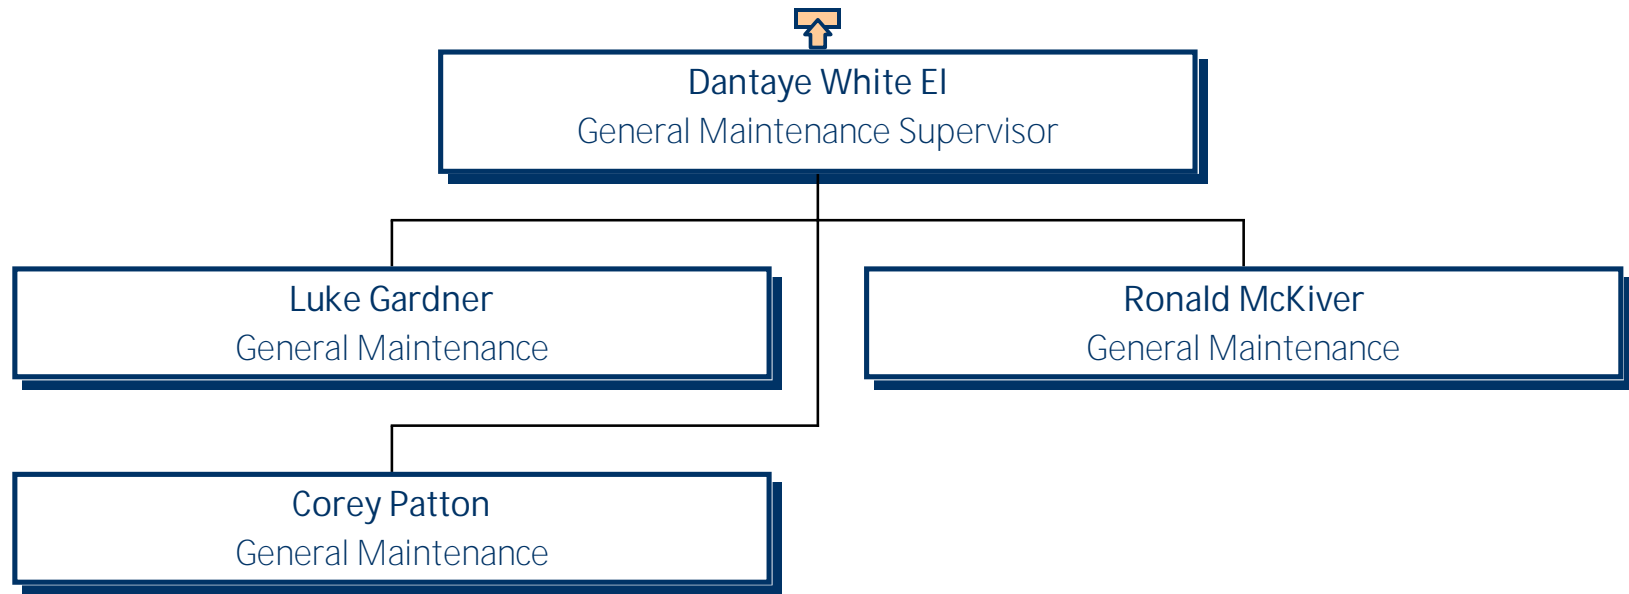 Dantaye White El
General Maintenance Supervisor
Luke Gardner
General Maintenance
Ronald McKiver
General Maintenance
Corey Patton
General Maintenance